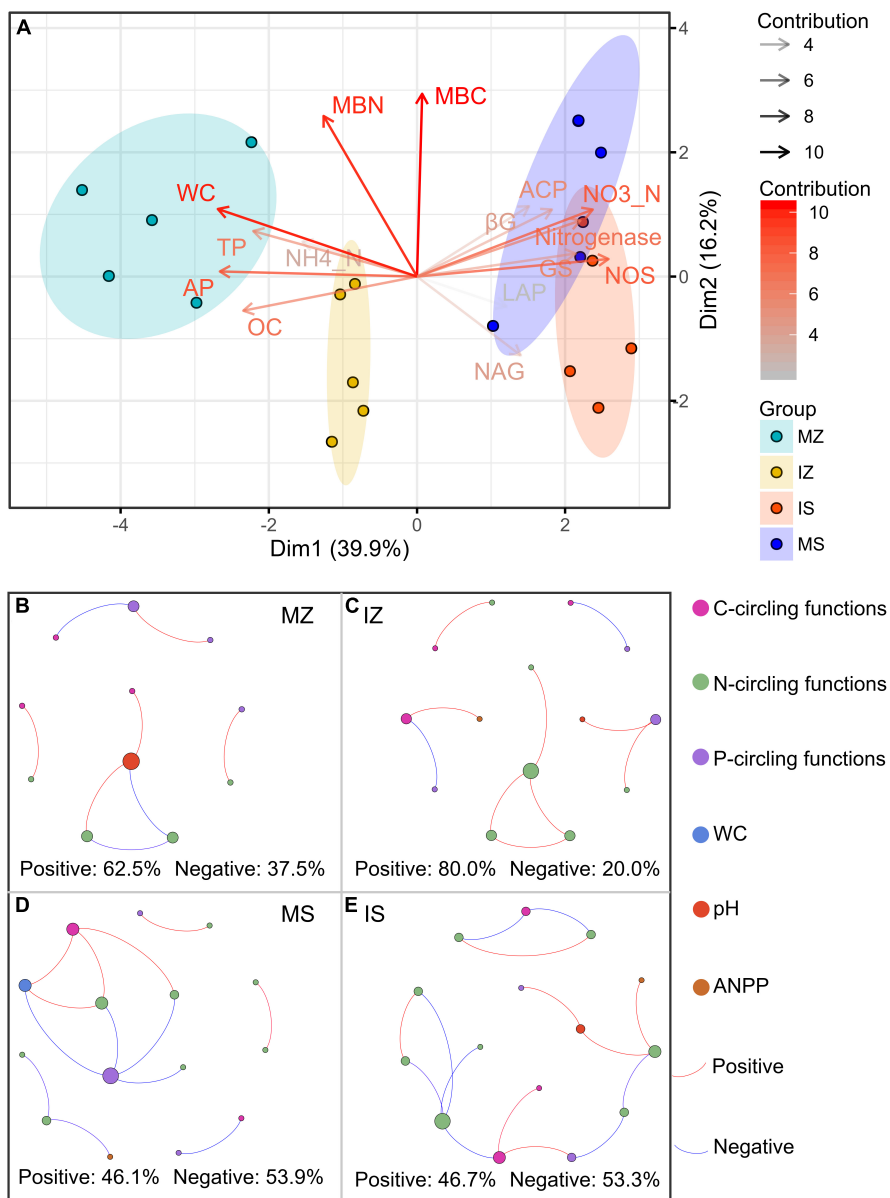 A
4
2
0
-2
Dim2 (16.2%)
MBN
MBC
WC
TP
NH4_N
AP
OC
ACP
NO3_N
βG
Nitrogenase
GS
NOS
LAP
NAG
-4
-2
0
2
Dim1 (39.9%)
Contribution
4
6
8
10
Contribution
10
8
6
4
Group
MZ
IZ
IS
MS
B
MZ
Positive: 62.5% Negative: 37.5%
C
IZ
Positive: 80.0% Negative: 20.0%
D
MS
Positive: 46.1% Negative: 53.9%
E
IS
Positive: 46.7% Negative: 53.3%
C-circling functions
N-circling functions
P-circling functions
WC
pH
ANPP
Positive
Negative